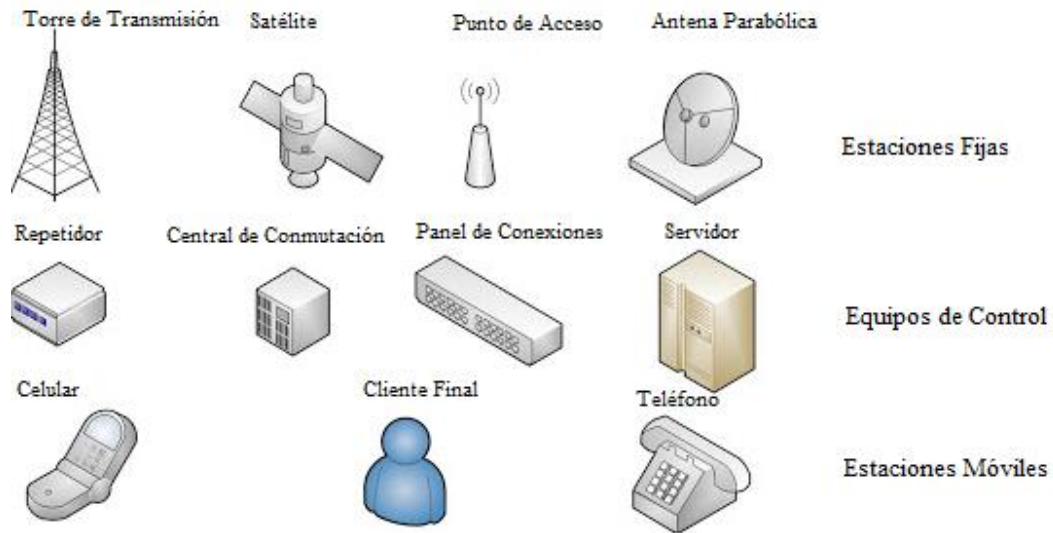 Torre de Transmisión
Satélite
Punto de Acceso
Antena Parabólica
Estaciones Fijas
Repetidor
Central de Conmutación
Panel de Conexiones
Servidor
Equipos de Control
Celular
Cliente Final
Teléfono
Estaciones Móviles